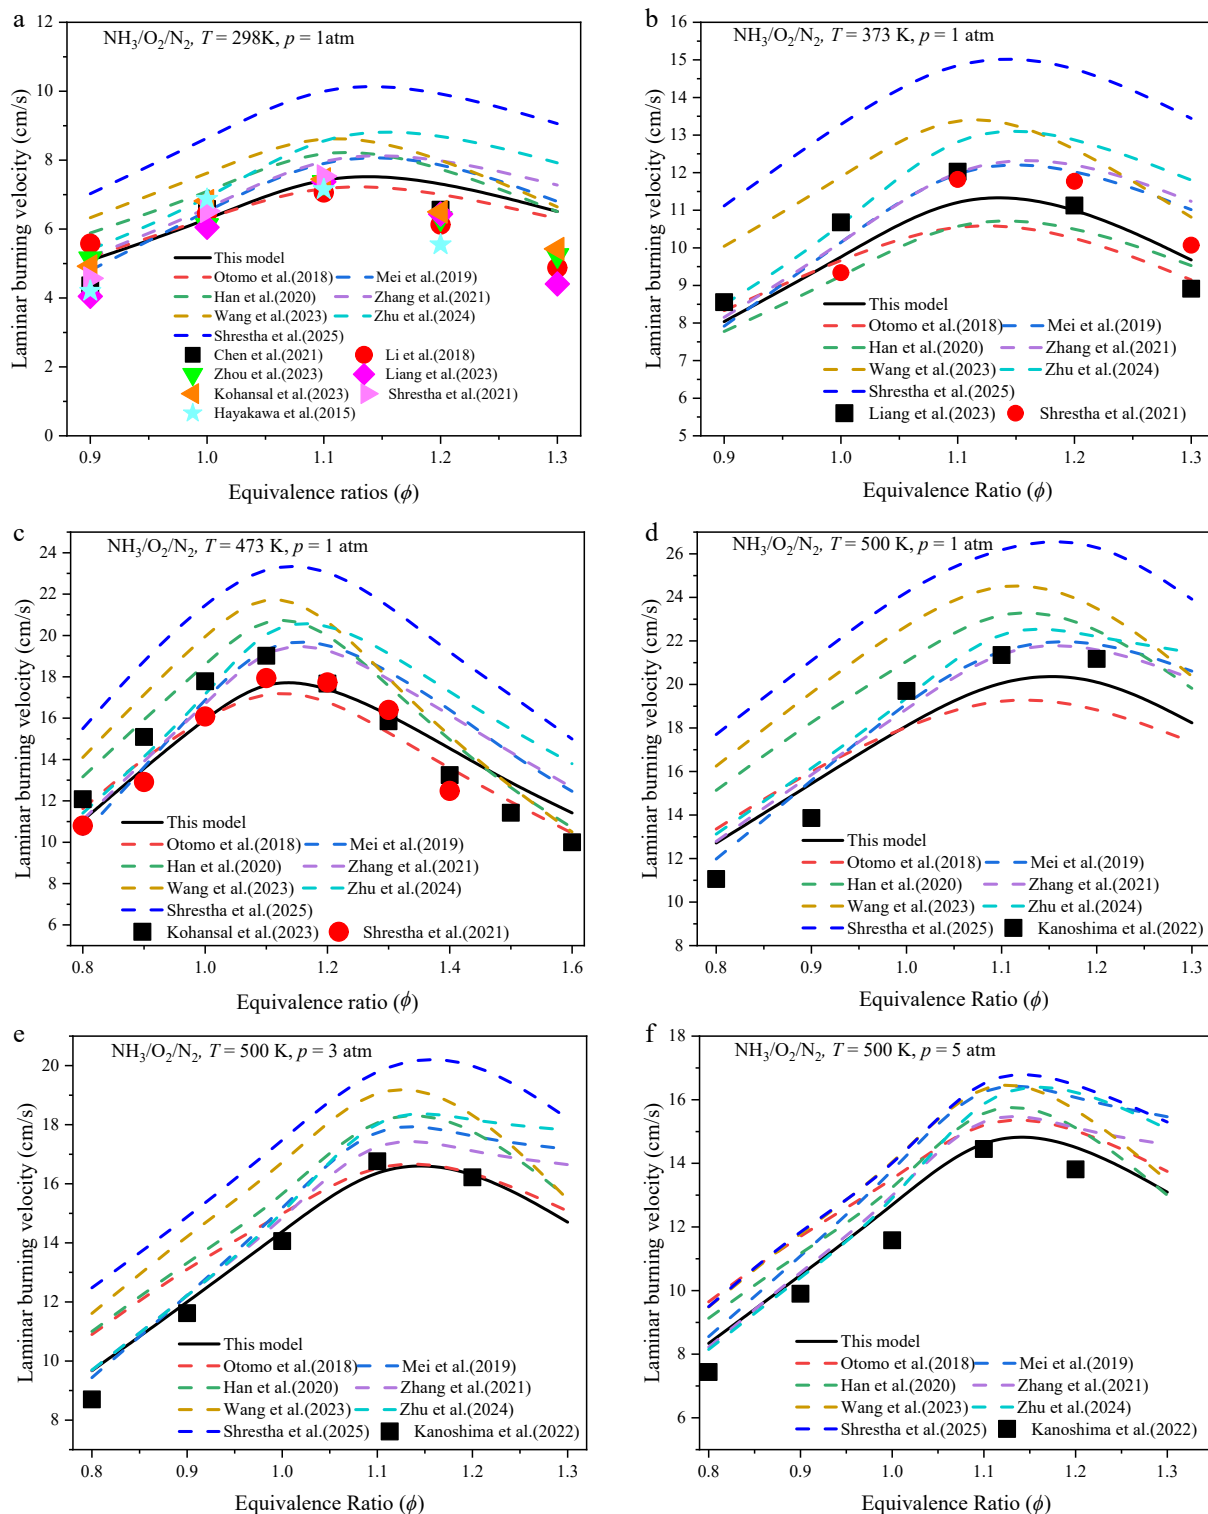 a
NH₃/O₂/N₂, T = 298K, p = 1atm
Laminar burning velocity (cm/s)
12
10
8
6
4
2
0
This model
Otomo et al.(2018)
Mei et al.(2019)
Han et al.(2020)
Zhang et al.(2021)
Wang et al.(2023)
Zhu et al.(2024)
Shrestha et al.(2025)
Chen et al.(2021)
Li et al.(2018)
Zhou et al.(2023)
Liang et al.(2023)
Kohansal et al.(2023)
Shrestha et al.(2021)
Hayakawa et al.(2015)
0.9 1.0 1.1 1.2 1.3
Equivalence ratios (ϕ)
b
NH₃/O₂/N₂, T = 373 K, p = 1 atm
Laminar burning velocity (cm/s)
16
15
14
13
12
11
10
9
8
7
6
5
This model
Otomo et al.(2018)
Mei et al.(2019)
Han et al.(2020)
Zhang et al.(2021)
Wang et al.(2023)
Zhu et al.(2024)
Shrestha et al.(2025)
Liang et al.(2023)
Shrestha et al.(2021)
0.9 1.0 1.1 1.2 1.3
Equivalence Ratio (ϕ)
c
NH₃/O₂/N₂, T = 473 K, p = 1 atm
Laminar burning velocity (cm/s)
24
22
20
18
16
14
12
10
8
6
This model
Otomo et al.(2018)
Mei et al.(2019)
Han et al.(2020)
Zhang et al.(2021)
Wang et al.(2023)
Zhu et al.(2024)
Shrestha et al.(2025)
Kohansal et al.(2023)
Shrestha et al.(2021)
0.8 1.0 1.2 1.4 1.6
Equivalence ratio (ϕ)
d
NH₃/O₂/N₂, T = 500 K, p = 1 atm
Laminar burning velocity (cm/s)
26
24
22
20
18
16
14
12
10
8
This model
Otomo et al.(2018)
Mei et al.(2019)
Han et al.(2020)
Zhang et al.(2021)
Wang et al.(2023)
Zhu et al.(2024)
Shrestha et al.(2025)
Kanoshima et al.(2022)
0.8 0.9 1.0 1.1 1.2 1.3
Equivalence Ratio (ϕ)
e
NH₃/O₂/N₂, T = 500 K, p = 3 atm
Laminar burning velocity (cm/s)
20
18
16
14
12
10
8
This model
Otomo et al.(2018)
Mei et al.(2019)
Han et al.(2020)
Zhang et al.(2021)
Wang et al.(2023)
Zhu et al.(2024)
Shrestha et al.(2025)
Kanoshima et al.(2022)
0.8 0.9 1.0 1.1 1.2 1.3
Equivalence Ratio (ϕ)
f
NH₃/O₂/N₂, T = 500 K, p = 5 atm
Laminar burning velocity (cm/s)
18
16
14
12
10
8
6
This model
Otomo et al.(2018)
Mei et al.(2019)
Han et al.(2020)
Zhang et al.(2021)
Wang et al.(2023)
Zhu et al.(2024)
Shrestha et al.(2025)
Kanoshima et al.(2022)
0.8 0.9 1.0 1.1 1.2 1.3
Equivalence Ratio (ϕ)